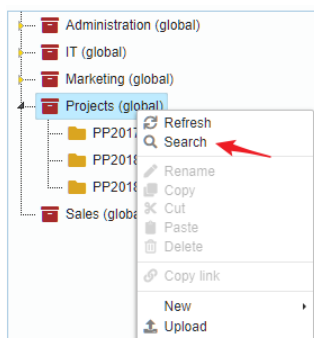 Administration (global)
IT (global)
Marketing (global)
Projects (global)
PP2017
PP2018
PP2018
Sales (globa
Refresh
Search
Rename
Copy
Cut
Paste
Delete
Copy link
New
Upload